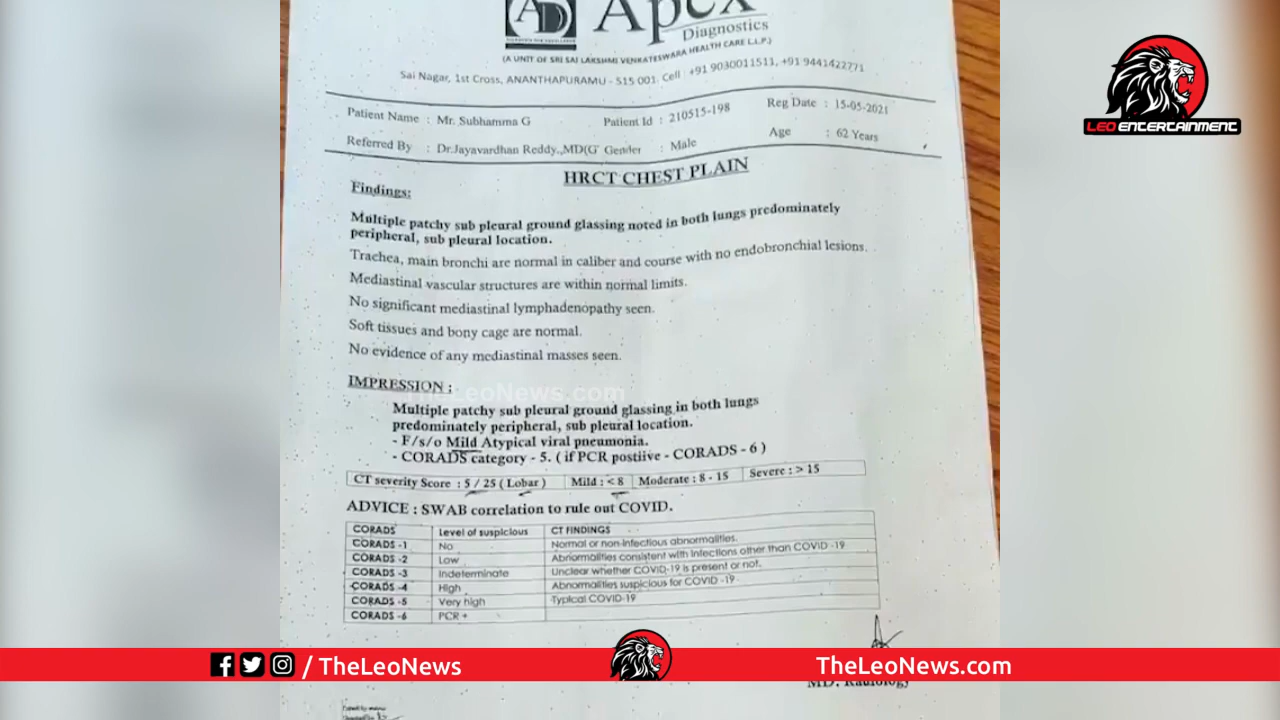 AD
Apex
Diagnostics
(A UNIT OF SRI SAI LAKSHMI VENKATESWARA HEALTH CARE L.L.P.)
Sai Nagar, 1st Cross, ANANTHAPURAMU - 515 001. Cell : +91 9030011511, +91 9441422771
LEO ENTERTAINMENT
Patient Name : Mr. Subhamma G Patient Id : 210515-198 Reg Date : 15-05-2021
Referred By : Dr.Jayavardhan Reddy.,MD(G Gender : Male Age : 62 Years
HRCT CHEST PLAIN
Findings:
Multiple patchy sub pleural ground glassing noted in both lungs predominately
peripheral, sub pleural location.
Trachea, main bronchi are normal in caliber and course with no endobronchial lesions.
Mediastinal vascular structures are within normal limits.
No significant mediastinal lymphadenopathy seen.
Soft tissues and bony cage are normal.
No evidence of any mediastinal masses seen.
IMPRESSION :
TheLeoNews.com
Multiple patchy sub pleural ground glassing in both lungs
predominately peripheral, sub pleural location.
- F/s/o Mild Atypical viral pneumonia.
- CORADS category - 5. ( if PCR postiive - CORADS - 6 )
CT severity Score : 5 / 25 ( Lobar ) Mild : < 8 Moderate : 8 - 15 Severe : > 15
ADVICE : SWAB correlation to rule out COVID.
CORADS Level of suspicious CT FINDINGS
CORADS -1 No Normal or non-infectious abnormalities.
CORADS -2 Low Abnormalities consistent with infections other than COVID -19
CORADS -3 Indeterminate Unclear whether COVID-19 is present or not.
CORADS -4 High Abnormalities suspicious for COVID -19
CORADS -5 Very high Typical COVID-19
CORADS -6 PCR +
/ TheLeoNews
TheLeoNews.com
MD. Radiology